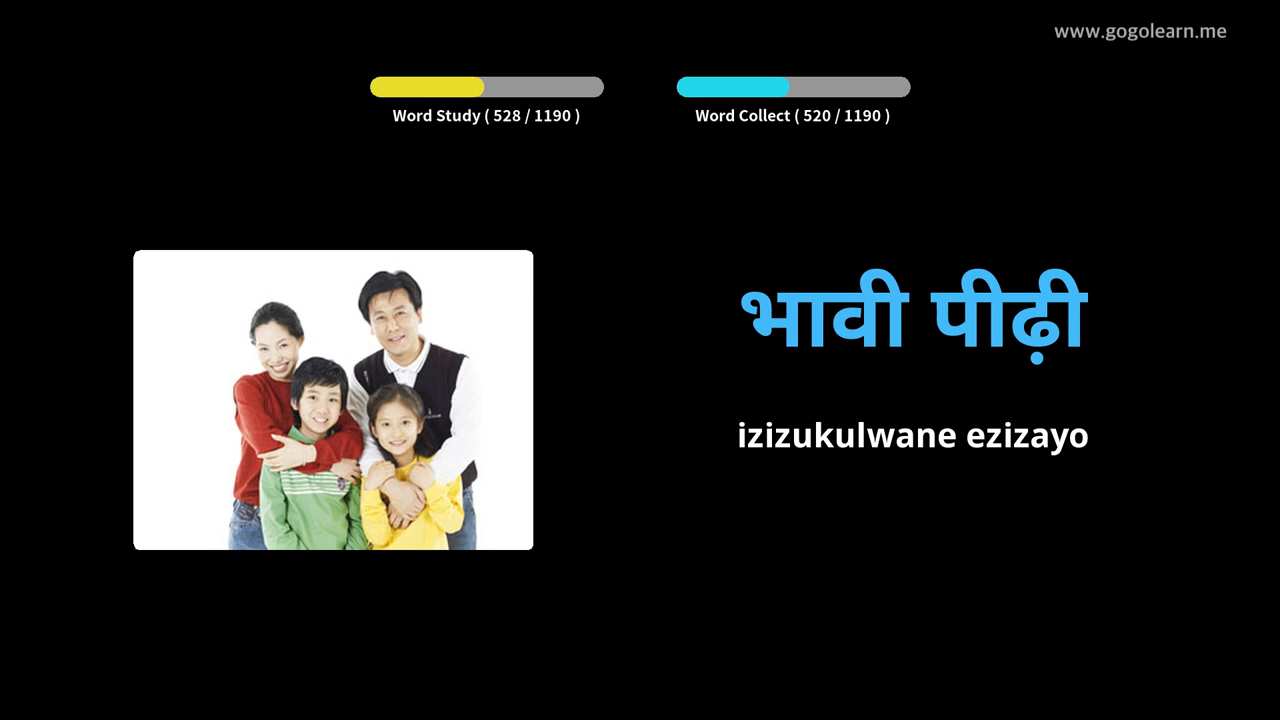 www.gogolearn.me
Word Study ( 528 / 1190 )
Word Collect ( 520 / 1190 )
भावी पीढ़ी
izizukulwane ezizayo